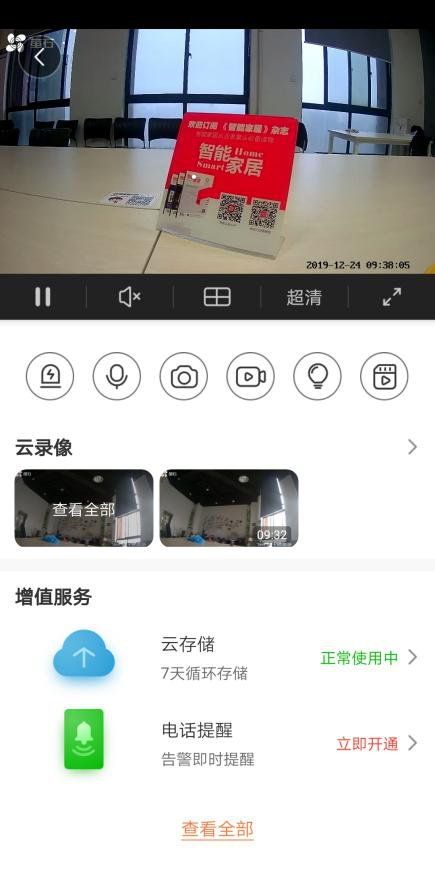 萤石
欢迎订阅《智能家居》杂志
智能
Home
Smart
家居
2019-12-24 09:38:05
超清
云录像
查看全部
09:32
增值服务
云存储
7天循环存储
正常使用中
电话提醒
告警即时提醒
立即开通
查看全部